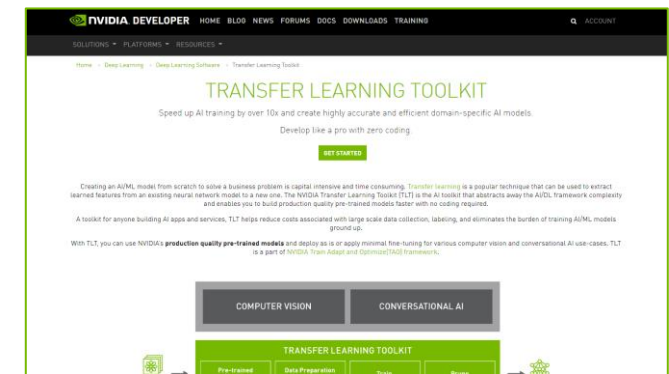 NVIDIA DEVELOPER HOME BLOG NEWS FORUMS DOCS DOWNLOADS TRAINING ACCOUNT
SOLUTIONS PLATFORMS RESOURCES
Home > Deep Learning > Deep Learning Software > Transfer Learning Toolkit
TRANSFER LEARNING TOOLKIT
Speed up AI training by over 10x and create highly accurate and efficient domain-specific AI models.
Develop like a pro with zero coding.
GET STARTED
Creating an AI/ML model from scratch to solve a business problem is capital intensive and time consuming. Transfer learning is a popular technique that can be used to extract
learned features from an existing neural network model to a new one. The NVIDIA Transfer Learning Toolkit (TLT) is the AI toolkit that abstracts away the AI/DL framework complexity
and enables you to build production quality pre-trained models faster with no coding required.
A toolkit for anyone building AI apps and services, TLT helps reduce costs associated with large scale data collection, labeling, and eliminates the burden of training AI/ML models
ground up.
With TLT, you can use NVIDIA's production quality pre-trained models and deploy as is or apply minimal fine-tuning for various computer vision and conversational AI use-cases. TLT
is a part of NVIDIA Train Adapt and Optimize(TAO) framework.
COMPUTER VISION CONVERSATIONAL AI
TRANSFER LEARNING TOOLKIT
Pre-trained Data Preparation Train Prune